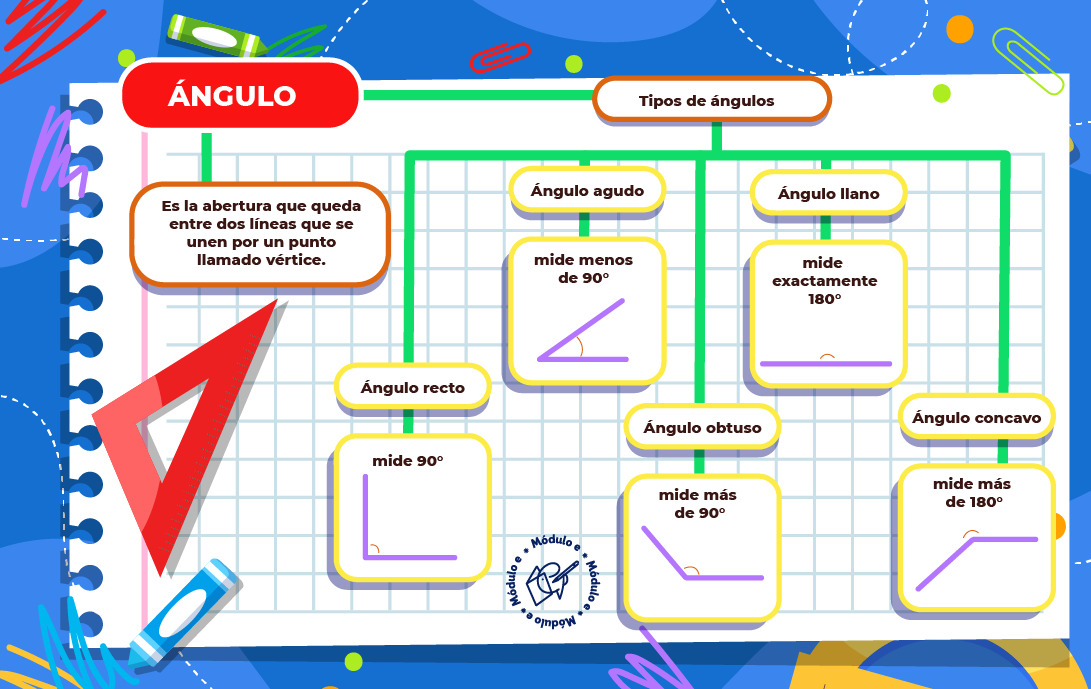 ÁNGULO
Tipos de ángulos
Es la abertura que queda
entre dos líneas que se
unen por un punto
llamado vértice.
Ángulo agudo
mide menos
de 90°
Ángulo llano
mide
exactamente
180°
Ángulo recto
mide 90°
Ángulo obtuso
mide más
de 90°
Ángulo concavo
mide más
de 180°
Módulo e
Módulo e
Módulo e
Módulo e